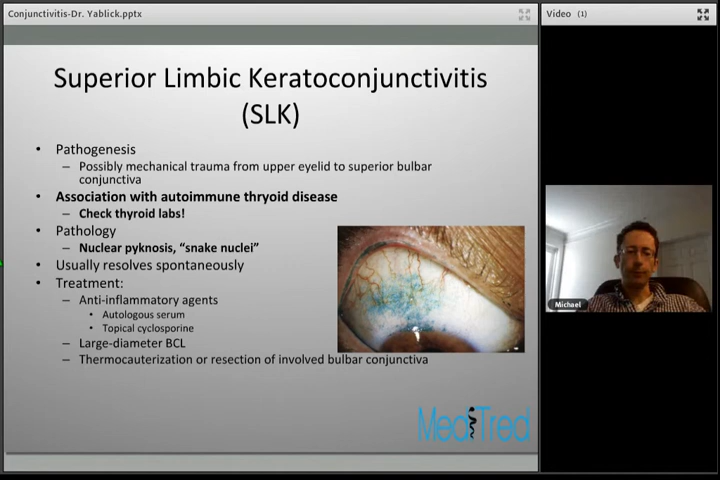 Conjunctivitis-Dr. Yablick.pptx
Video (1)
Superior Limbic Keratoconjunctivitis
(SLK)
• Pathogenesis
– Possibly mechanical trauma from upper eyelid to superior bulbar
conjunctiva
• Association with autoimmune thryoid disease
– Check thyroid labs!
• Pathology
– Nuclear pyknosis, “snake nuclei”
• Usually resolves spontaneously
• Treatment:
– Anti-inflammatory agents
• Autologous serum
• Topical cyclosporine
– Large-diameter BCL
– Thermocauterization or resection of involved bulbar conjunctiva
Michael
MediTred